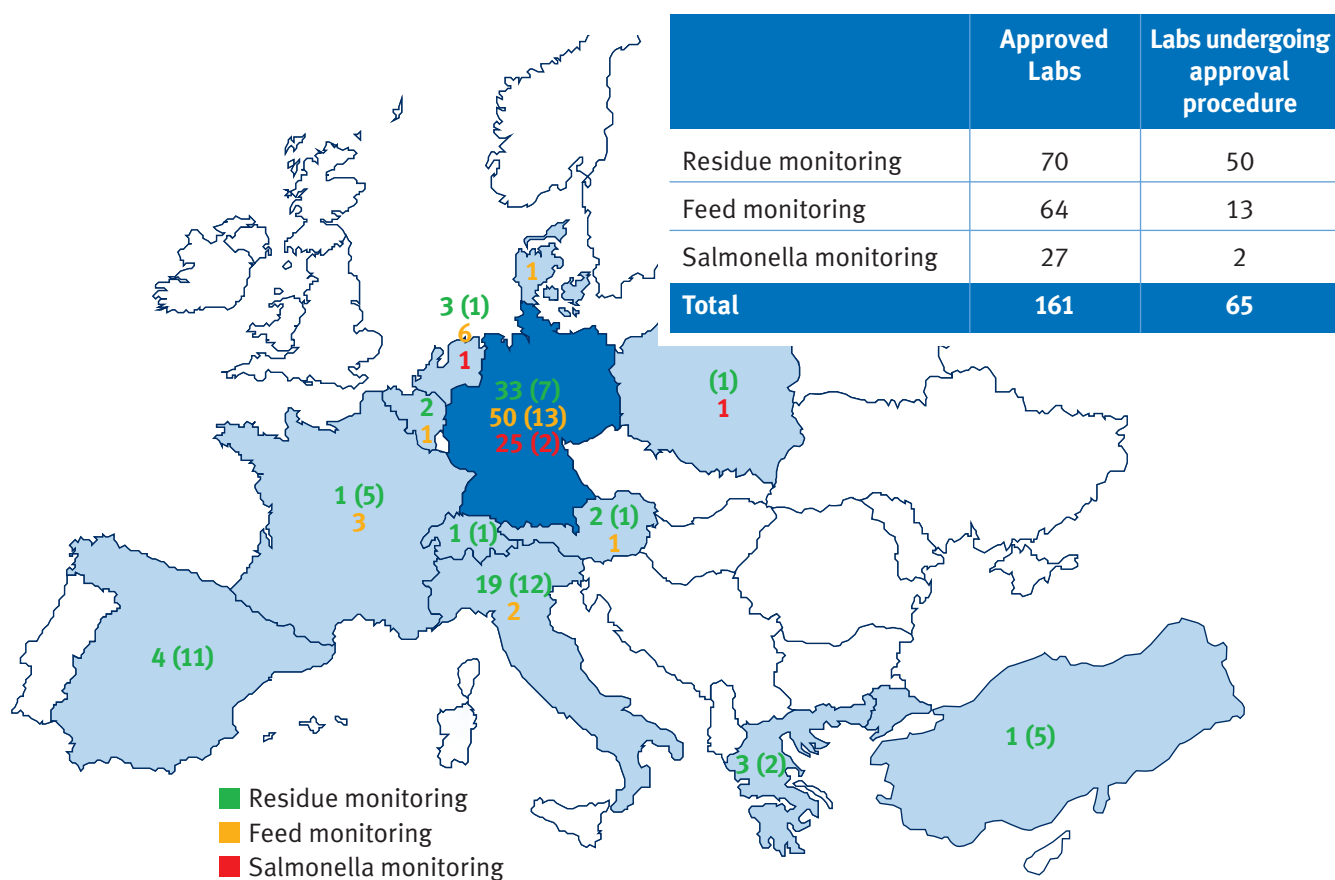 Approved Labs
Labs undergoing approval procedure
Residue monitoring 70 50
Feed monitoring 64 13
Salmonella monitoring 27 2
Total 161 65
1
3 (1)
6
1
33 (7)
50 (13)
25 (2)
(1)
1
2
1
1 (5)
3
1 (1)
2 (1)
1
19 (12)
2
4 (11)
3 (2)
1 (5)
Residue monitoring
Feed monitoring
Salmonella monitoring